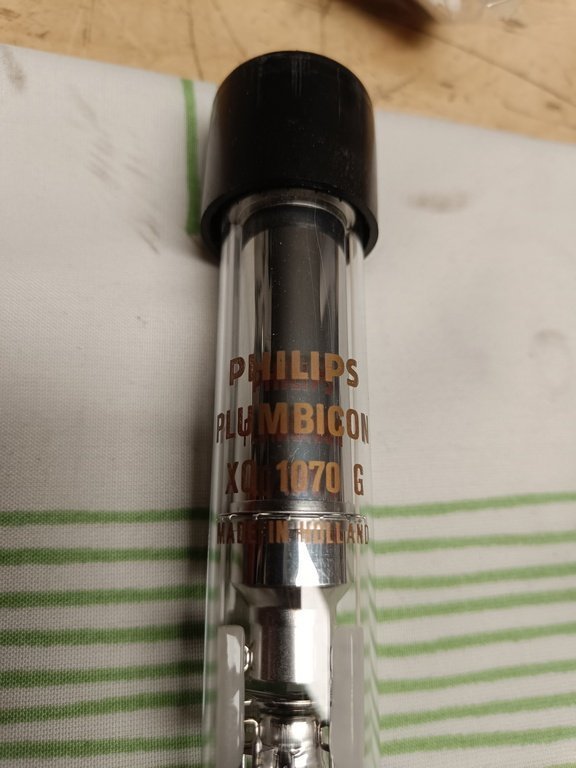 PHILIPS
PLUMBICON
XQ 1070 G
MADE IN HOLLAND